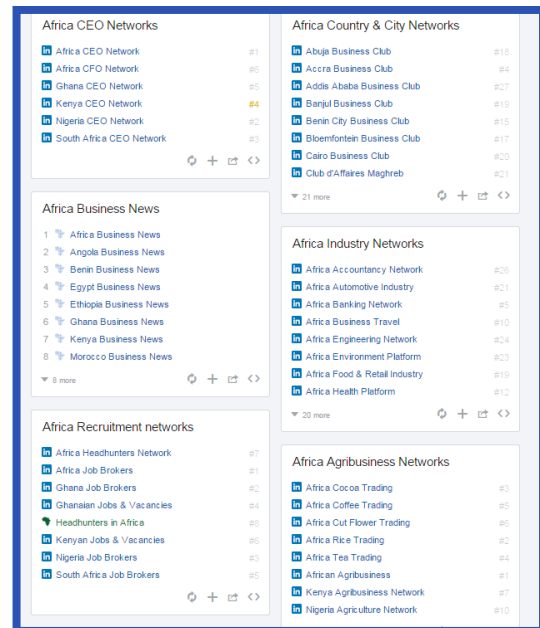 Africa CEO Networks
Africa CEO Network #1
Africa CFO Network #6
Ghana CEO Network #5
Kenya CEO Network #4
Nigeria CEO Network #2
South Africa CEO Network #3
Africa Business News
1 Africa Business News
2 Angola Business News
3 Benin Business News
4 Egypt Business News
5 Ethiopia Business News
6 Ghana Business News
7 Kenya Business News
8 Morocco Business News
8 more
Africa Recruitment networks
Africa Headhunters Network #7
Africa Job Brokers #1
Ghana Job Brokers #2
Ghanaian Jobs & Vacancies #4
Headhunters in Africa #8
Kenyan Jobs & Vacancies #6
Nigeria Job Brokers #3
South Africa Job Brokers #5
Africa Country & City Networks
Abuja Business Club #18
Accra Business Club #4
Addis Ababa Business Club #27
Banjul Business Club #19
Benin City Business Club #15
Bloemfontein Business Club #17
Cairo Business Club #20
Club d'Affaires Maghreb #21
21 more
Africa Industry Networks
Africa Accountancy Network #26
Africa Automotive Industry #21
Africa Banking Network #5
Africa Business Travel #10
Africa Engineering Network #24
Africa Environment Platform #23
Africa Food & Retail Industry #19
Africa Health Platform #12
20 more
Africa Agribusiness Networks
Africa Cocoa Trading #3
Africa Coffee Trading #5
Africa Cut Flower Trading #6
Africa Rice Trading #2
Africa Tea Trading #4
African Agribusiness #1
Kenya Agribusiness Network #7
Nigeria Agriculture Network #10